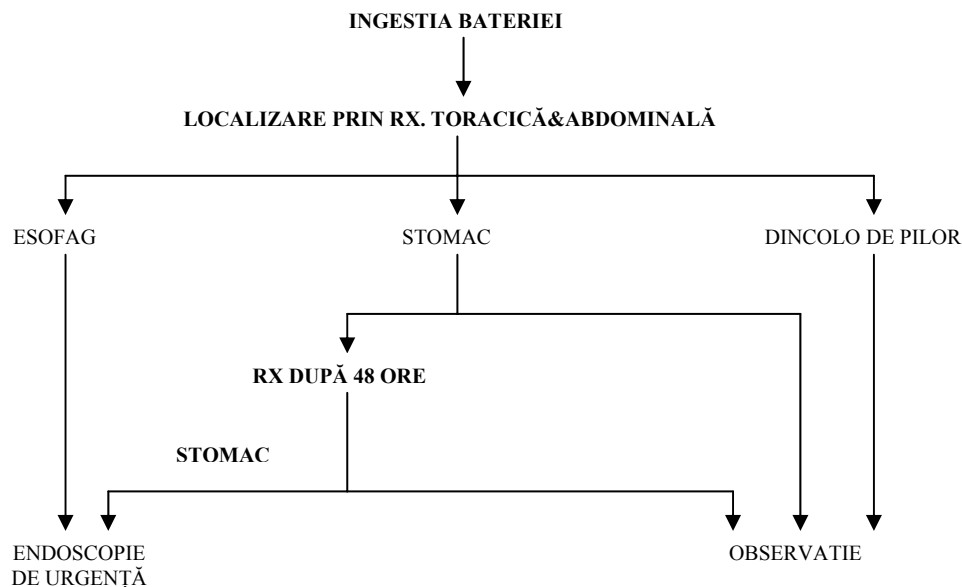 INGESTIA BATERIEI
LOCALIZARE PRIN RX. TORACICĂ&ABDOMINALĂ
ESOFAG
STOMAC
DINCOLO DE PILOR
RX DUPĂ 48 ORE
STOMAC
ENDOSCOPIE
DE URGENȚĂ
OBSERVATIE